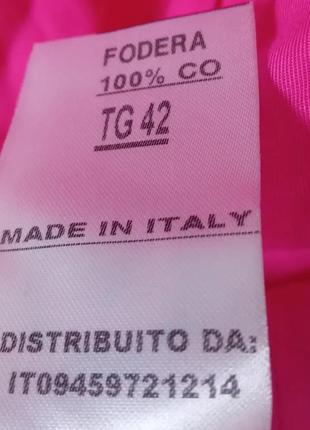 FODERA
100% CO
TG 42
MADE IN ITALY
DISTRIBUITO DA:
IT09459721214